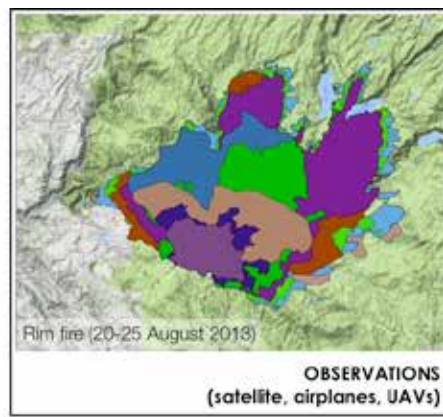 Rim fire (20-25 August 2013)
OBSERVATIONS
(satellite, airplanes, UAVs)